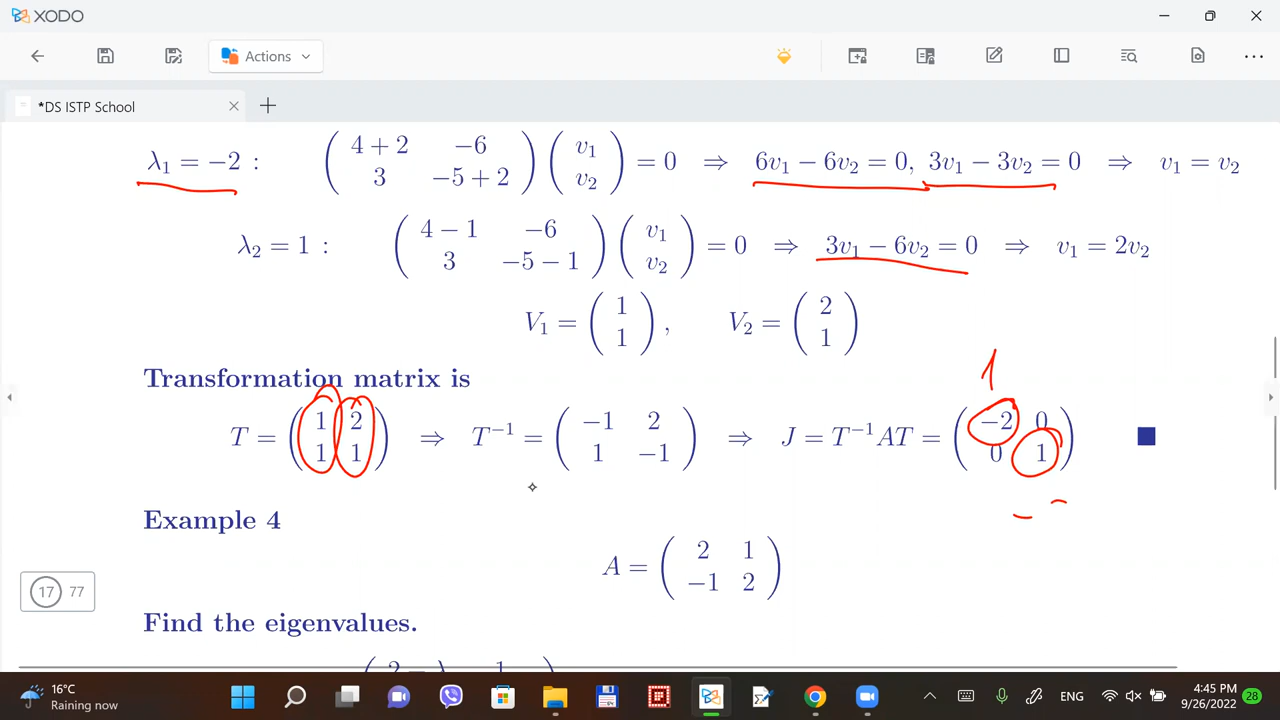 XODO
Actions
*DS ISTP School
λ₁ = −2 : ( 4 + 2 −6 ; 3 −5 + 2 ) ( v₁ ; v₂ ) = 0 ⇒ 6v₁ − 6v₂ = 0, 3v₁ − 3v₂ = 0 ⇒ v₁ = v₂
λ₂ = 1 : ( 4 − 1 −6 ; 3 −5 − 1 ) ( v₁ ; v₂ ) = 0 ⇒ 3v₁ − 6v₂ = 0 ⇒ v₁ = 2v₂
V₁ = ( 1 ; 1 ) , V₂ = ( 2 ; 1 )
1
Transformation matrix is
T = ( 1 2 ; 1 1 ) ⇒ T⁻¹ = ( −1 2 ; 1 −1 ) ⇒ J = T⁻¹AT = ( −2 0 ; 0 1 ) ■
Example 4
A = ( 2 1 ; −1 2 )
17 77
Find the eigenvalues.
16°C
Raining now
ENG
4:45 PM
9/26/2022
28